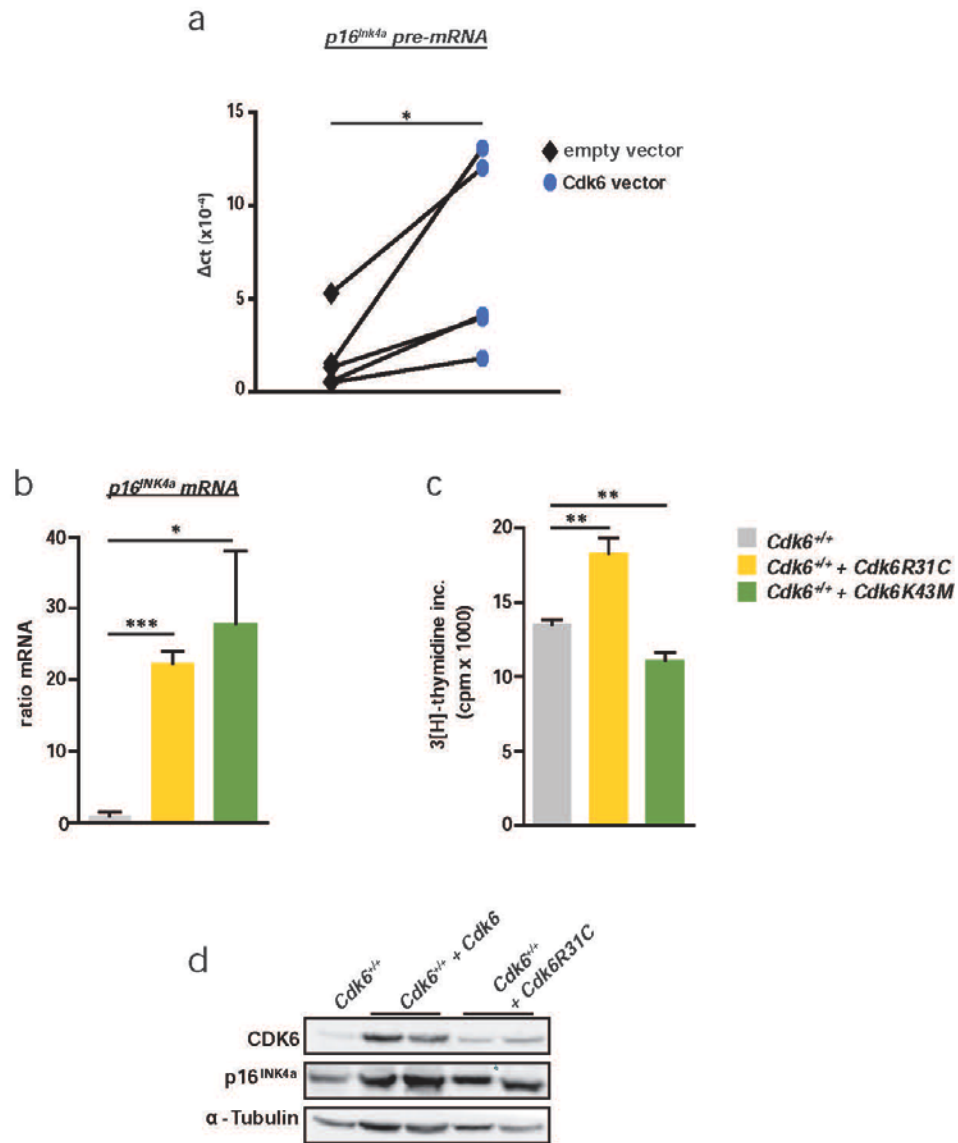 a
p16Ink4a pre-mRNA
*
15
10
5
0
Δct (x10-4)
empty vector
Cdk6 vector
b
p16INK4a mRNA
*
***
40
30
20
10
0
ratio mRNA
c
**
**
20
15
10
5
0
3[H]-thymidine inc.
(cpm x 1000)
Cdk6+/+
Cdk6+/+ + Cdk6R31C
Cdk6+/+ + Cdk6K43M
d
Cdk6+/+
Cdk6+/+ + Cdk6
Cdk6+/+
+ Cdk6R31C
CDK6
p16INK4a
α - Tubulin